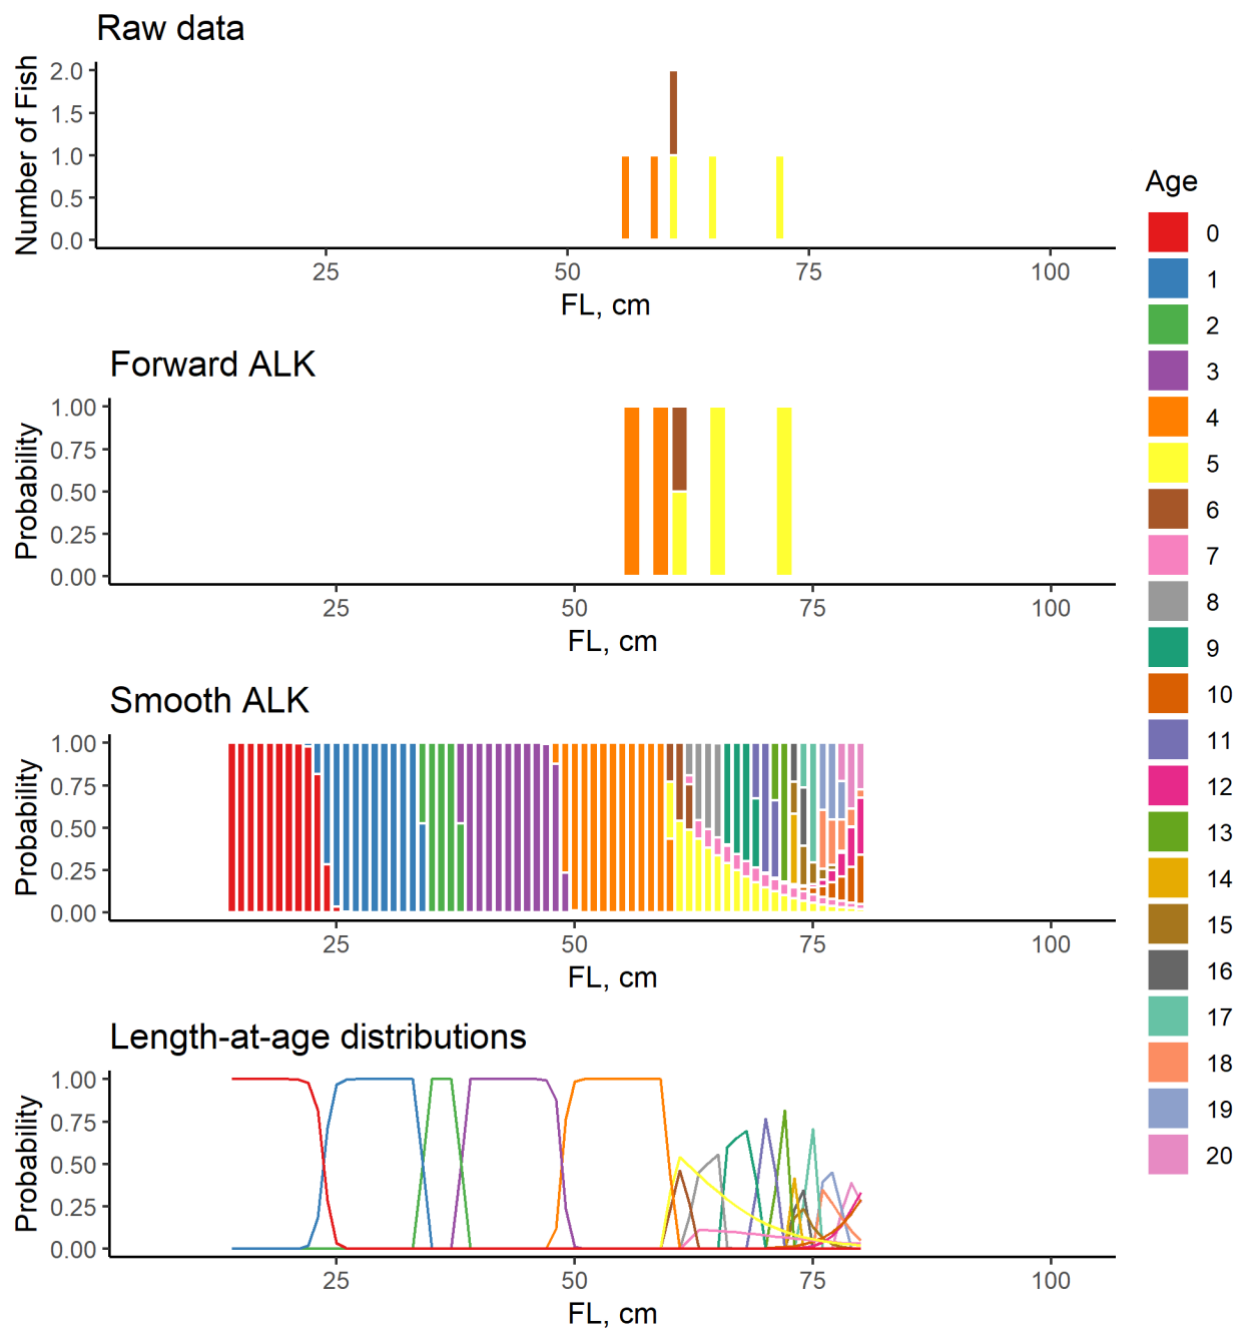 Raw data
Number of Fish
2.0
1.5
1.0
0.5
0.0
25 50 75 100
FL, cm
Forward ALK
Probability
1.00
0.75
0.50
0.25
0.00
25 50 75 100
FL, cm
Smooth ALK
Probability
1.00
0.75
0.50
0.25
0.00
25 50 75 100
FL, cm
Length-at-age distributions
Probability
1.00
0.75
0.50
0.25
0.00
25 50 75 100
FL, cm
Age
0
1
2
3
4
5
6
7
8
9
10
11
12
13
14
15
16
17
18
19
20